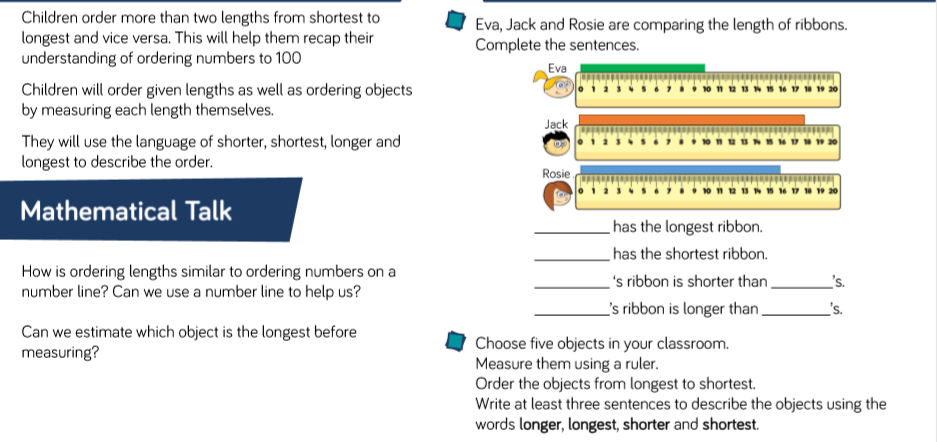 Children order more than two lengths from shortest to
longest and vice versa. This will help them recap their
understanding of ordering numbers to 100
Children will order given lengths as well as ordering objects
by measuring each length themselves.
They will use the language of shorter, shortest, longer and
longest to describe the order.
Mathematical Talk
How is ordering lengths similar to ordering numbers on a
number line? Can we use a number line to help us?
Can we estimate which object is the longest before
measuring?
Eva, Jack and Rosie are comparing the length of ribbons.
Complete the sentences.
Eva
0 1 2 3 4 5 6 7 8 9 10 11 12 13 14 15 16 17 18 19 20
Jack
0 1 2 3 4 5 6 7 8 9 10 11 12 13 14 15 16 17 18 19 20
Rosie
0 1 2 3 4 5 6 7 8 9 10 11 12 13 14 15 16 17 18 19 20
_________ has the longest ribbon.
_________ has the shortest ribbon.
_________ 's ribbon is shorter than ________'s.
_________'s ribbon is longer than ________'s.
Choose five objects in your classroom.
Measure them using a ruler.
Order the objects from longest to shortest.
Write at least three sentences to describe the objects using the
words longer, longest, shorter and shortest.